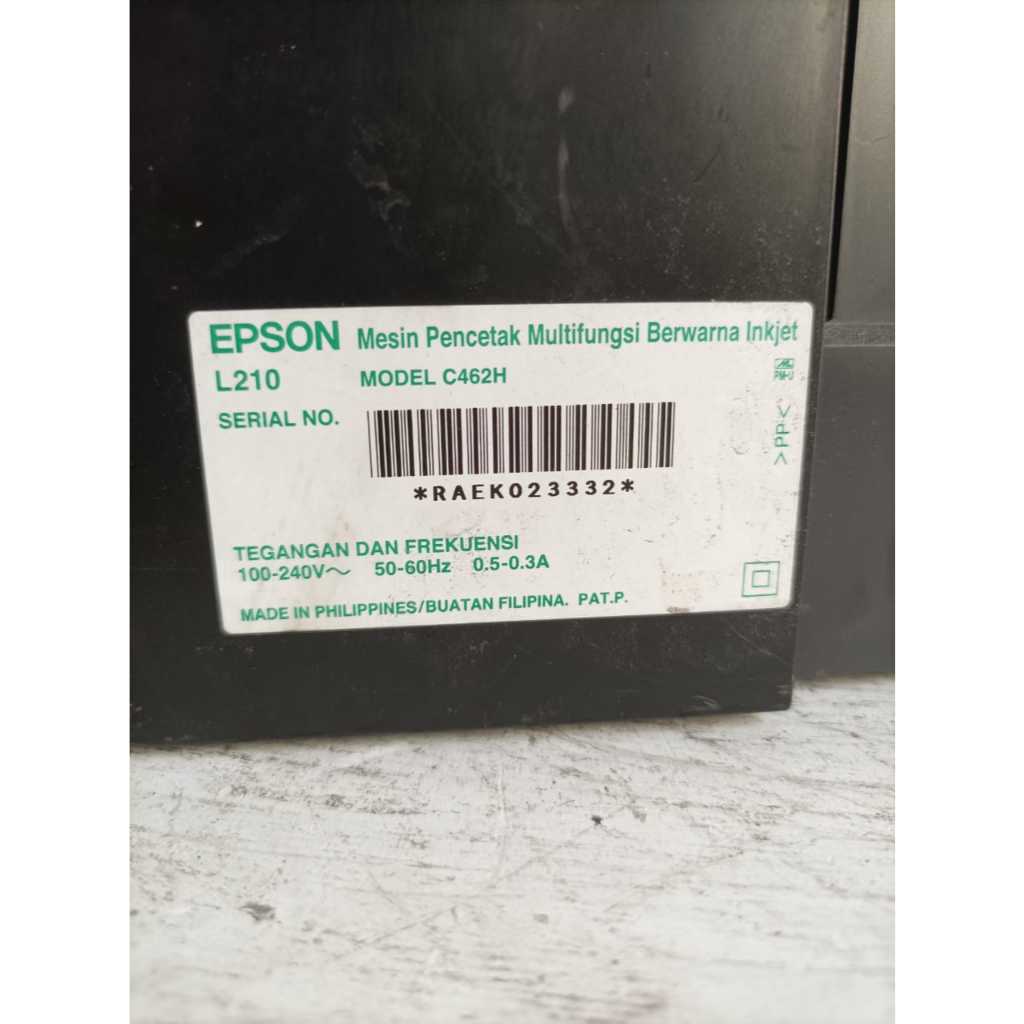 EPSON Mesin Pencetak Multifungsi Berwarna Inkjet
L210 MODEL C462H
SERIAL NO.
*RAEK023332*
>PP<
TEGANGAN DAN FREKUENSI
100-240V～ 50-60Hz 0.5-0.3A
MADE IN PHILIPPINES/BUATAN FILIPINA. PAT.P.